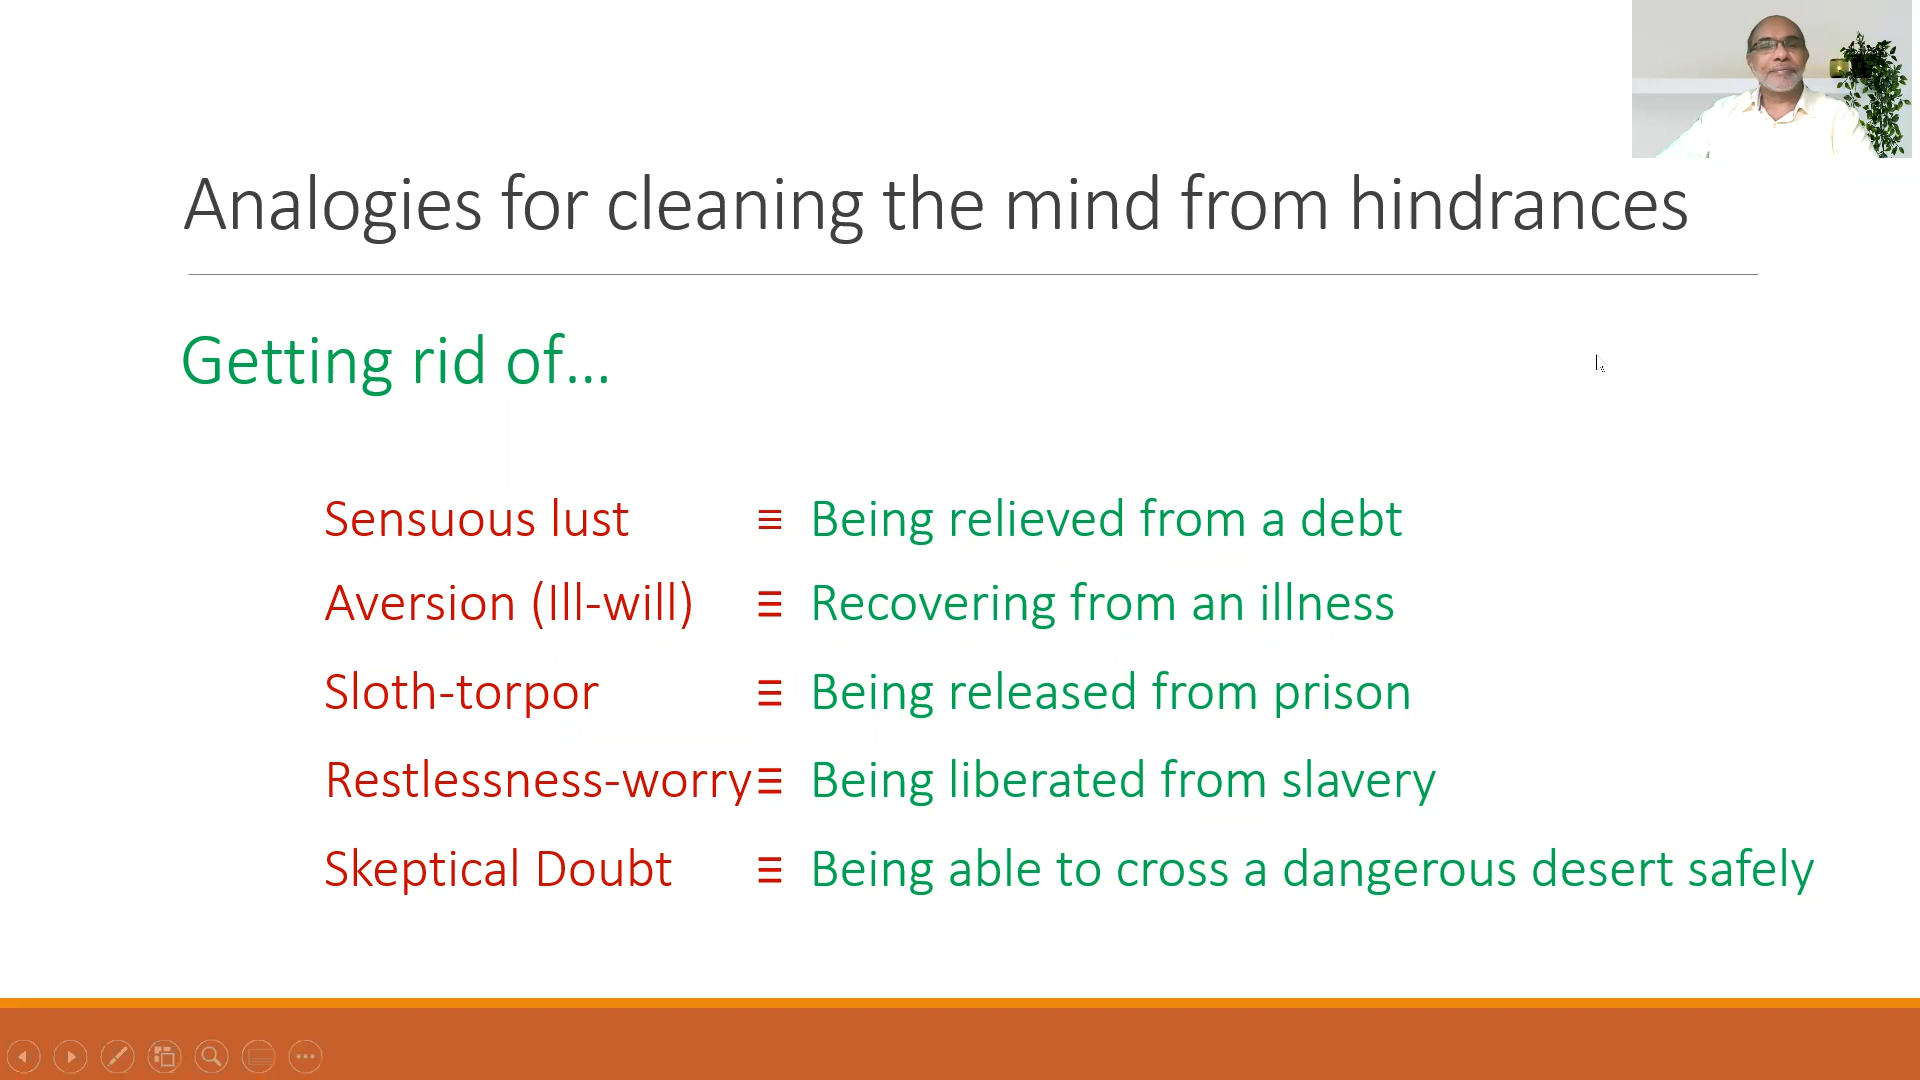 Analogies for cleaning the mind from hindrances
Getting rid of...
Sensuous lust ≡ Being relieved from a debt
Aversion (Ill-will) ≡ Recovering from an illness
Sloth-torpor ≡ Being released from prison
Restlessness-worry ≡ Being liberated from slavery
Skeptical Doubt ≡ Being able to cross a dangerous desert safely